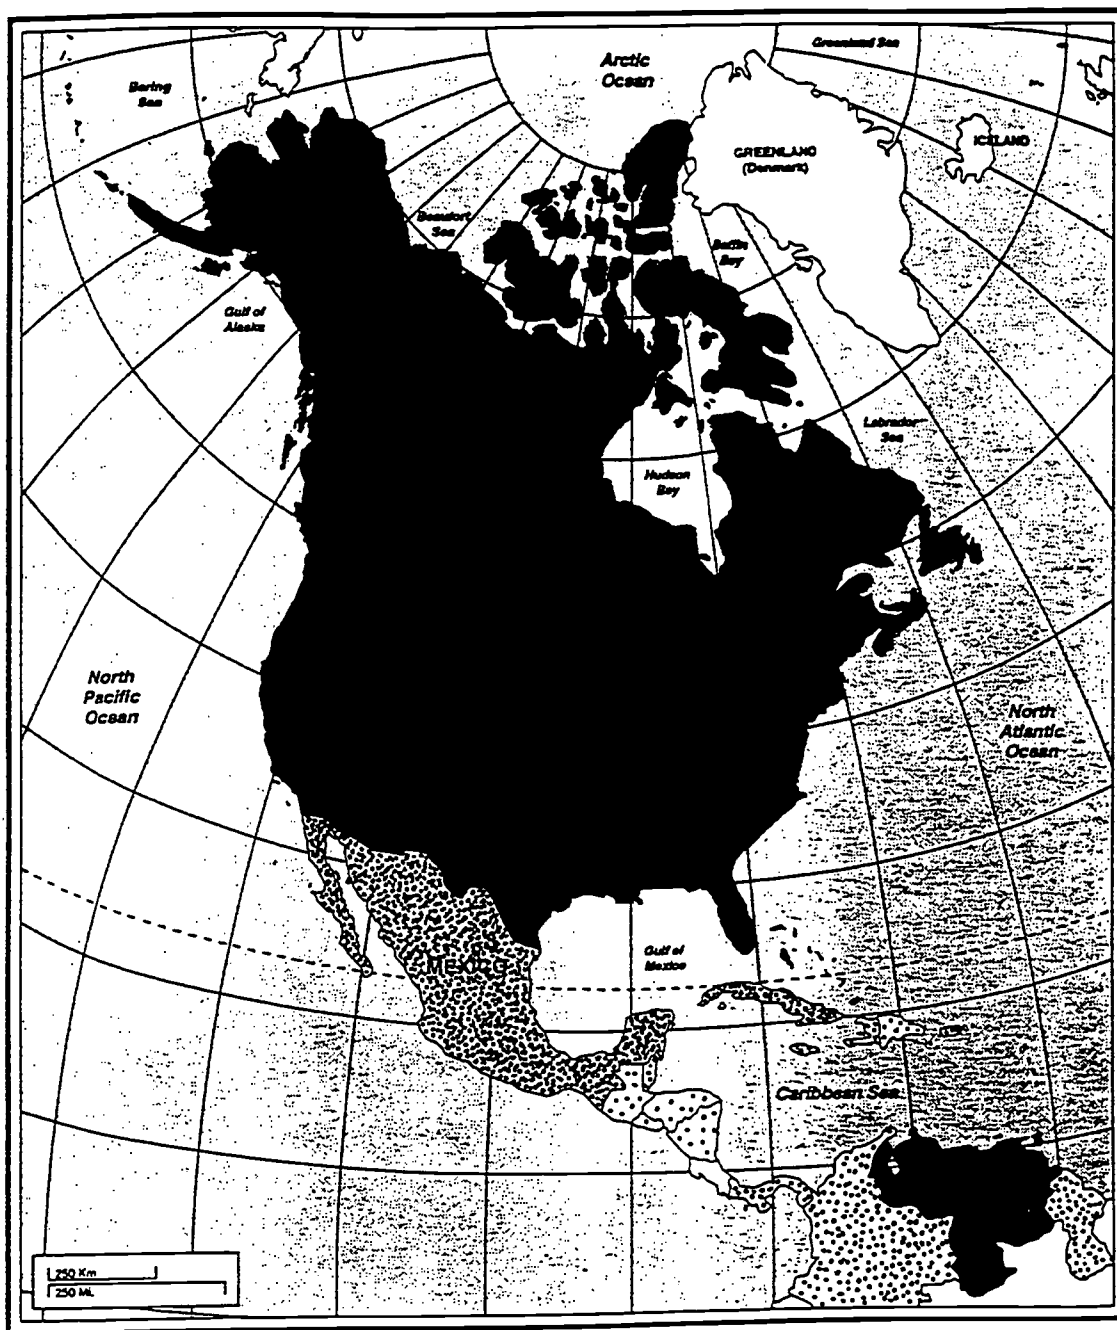 Arctic
Ocean
Greenland Sea
Bering
Sea
GREENLAND
(Denmark)
ICELAND
Beaufort
Sea
Baffin
Bay
Gulf of
Alaska
Labrador
Sea
Hudson
Bay
North
Pacific
Ocean
North
Atlantic
Ocean
Gulf of
Mexico
MEXICO
Caribbean Sea
250 Km
250 Mi.